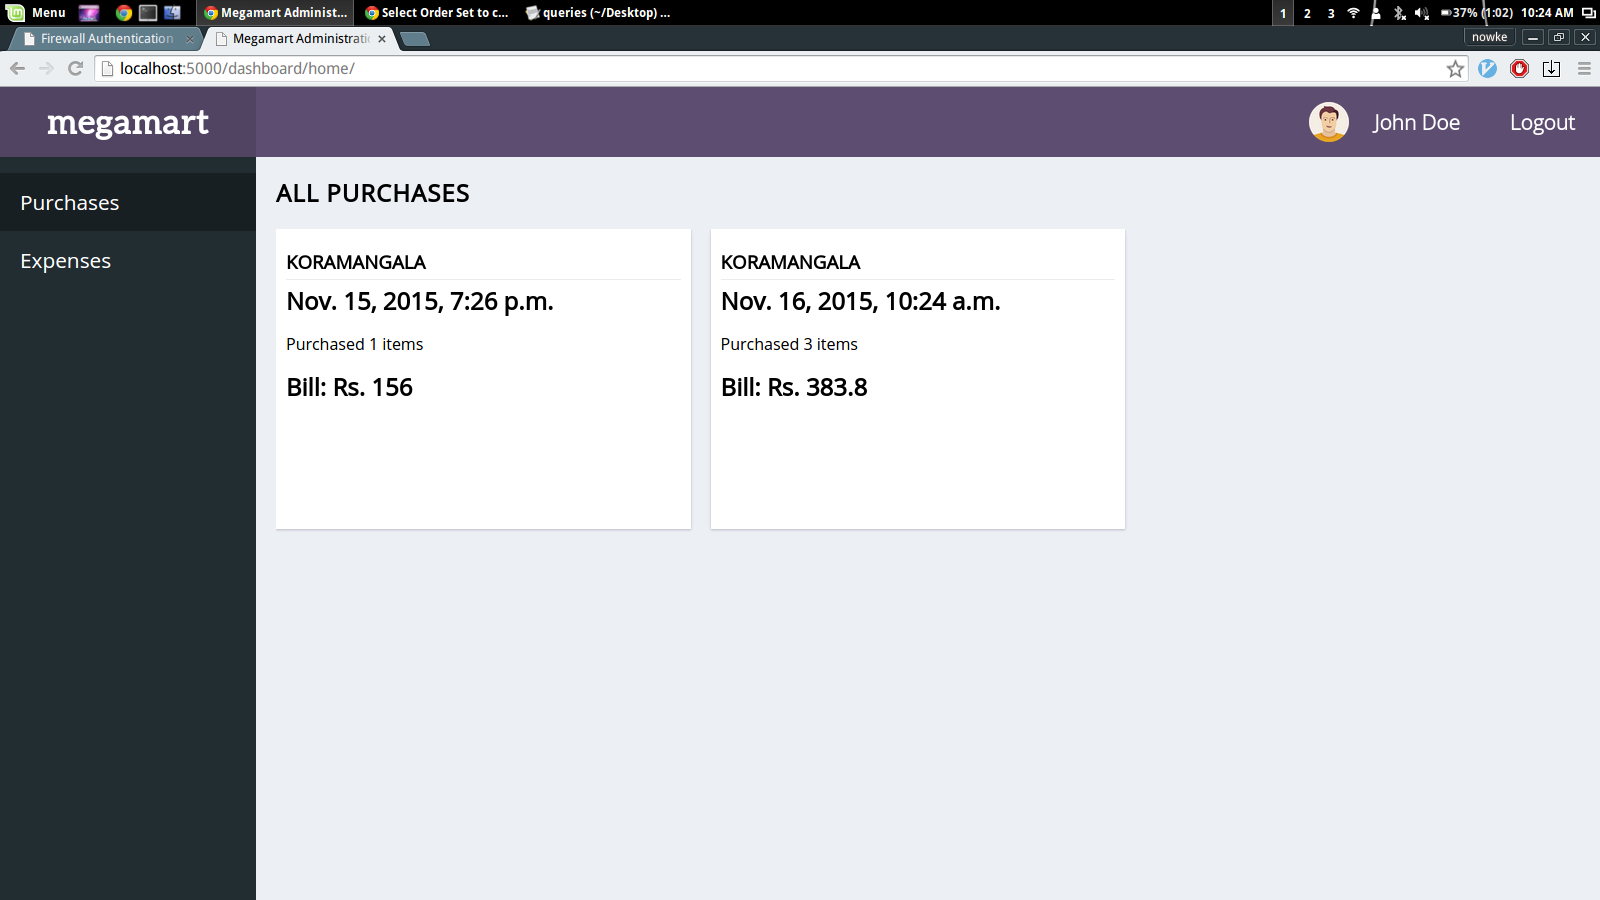 Menu
Megamart Administ...
Select Order Set to c...
queries (~/Desktop) ...
1 2 3
37% (1:02) 10:24 AM
Firewall Authentication
Megamart Administrati
nowke
localhost:5000/dashboard/home/
megamart
John Doe
Logout
Purchases
Expenses
ALL PURCHASES
KORAMANGALA
Nov. 15, 2015, 7:26 p.m.
Purchased 1 items
Bill: Rs. 156
KORAMANGALA
Nov. 16, 2015, 10:24 a.m.
Purchased 3 items
Bill: Rs. 383.8